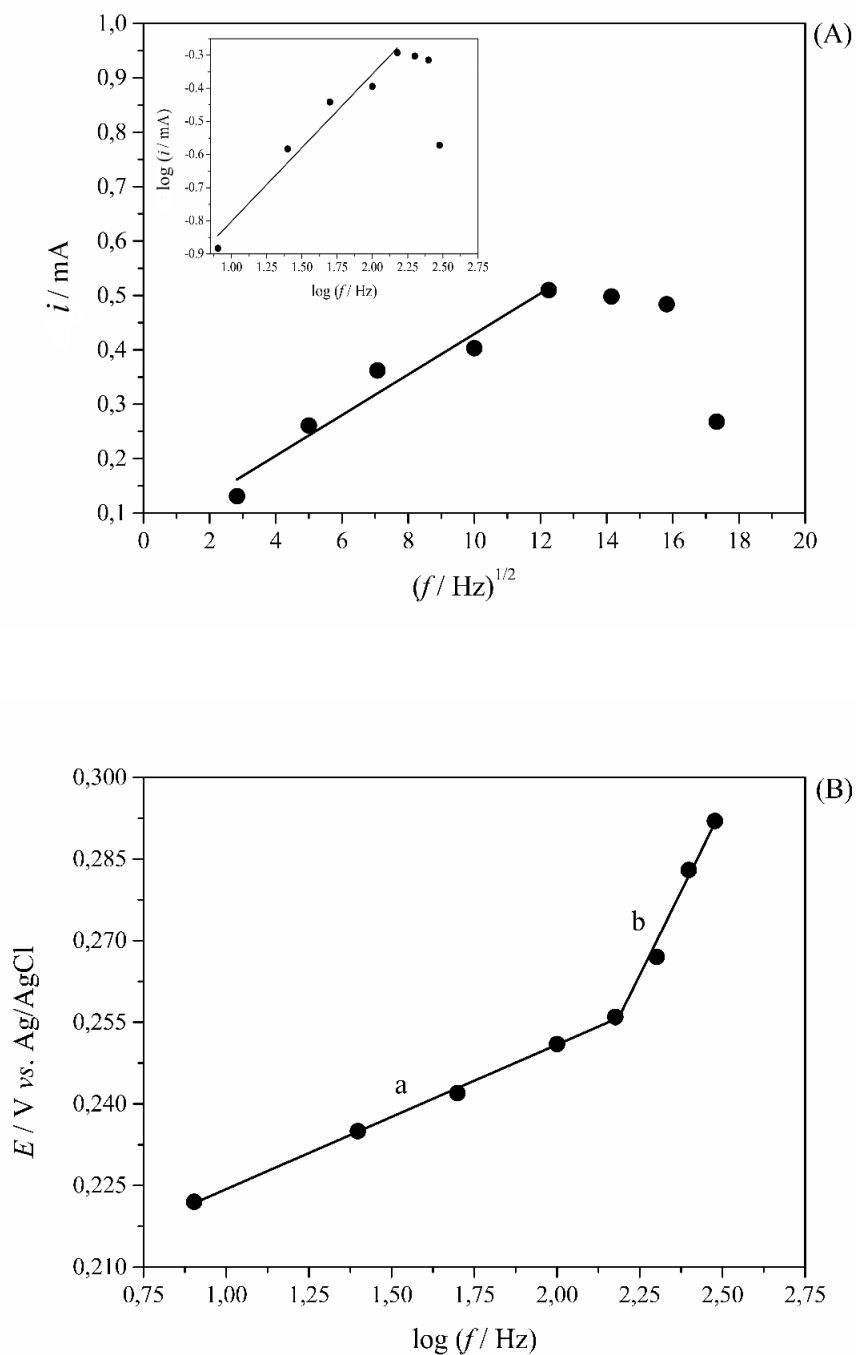 (A)
1,0
0,9
0,8
0,7
0,6
0,5
0,4
0,3
0,2
0,1
i / mA
-0.3
-0.4
-0.5
-0.6
-0.7
-0.8
-0.9
log (i / mA)
1.00 1.25 1.50 1.75 2.00 2.25 2.50 2.75
log (f / Hz)
0 2 4 6 8 10 12 14 16 18 20
(f / Hz)1/2
(B)
0,300
0,285
0,270
0,255
0,240
0,225
0,210
E / V vs. Ag/AgCl
b
a
0,75 1,00 1,25 1,50 1,75 2,00 2,25 2,50 2,75
log (f / Hz)